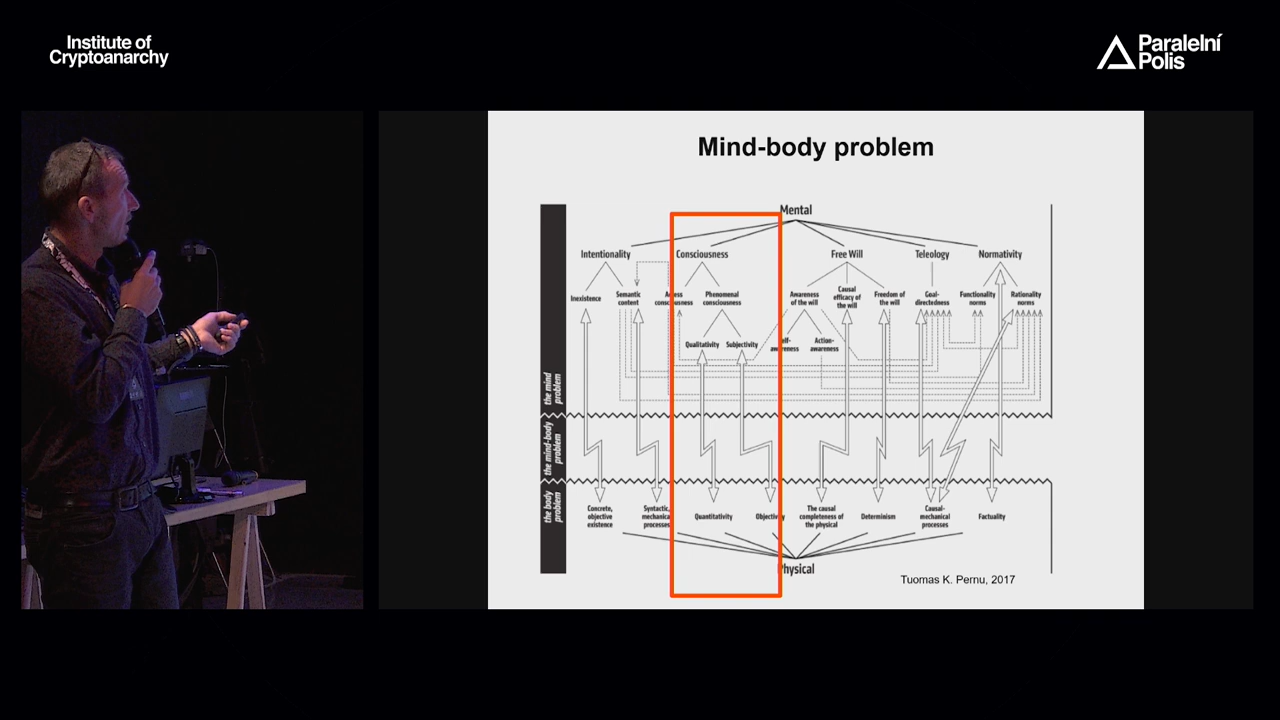 Institute of
Cryptoanarchy
Paralelní
Polis
Mind-body problem
Mental
Intentionality
Consciousness
Free Will
Teleology
Normativity
Inexistence
Semantic
content
Access
consciousness
Phenomenal
consciousness
Awareness
of the will
Causal
efficacy of
the will
Freedom of
the will
Goal-
directedness
Functionality
norms
Rationality
norms
Qualitativity
Subjectivity
Self-
awareness
Action-
awareness
the mind
problem
the mind-body
problem
the body
problem
Concrete,
objective
existence
Syntactic,
mechanical
processes
Quantitativity
Objectivity
The causal
completeness of
the physical
Determinism
Causal-
mechanical
processes
Factuality
Physical
Tuomas K. Pernu, 2017